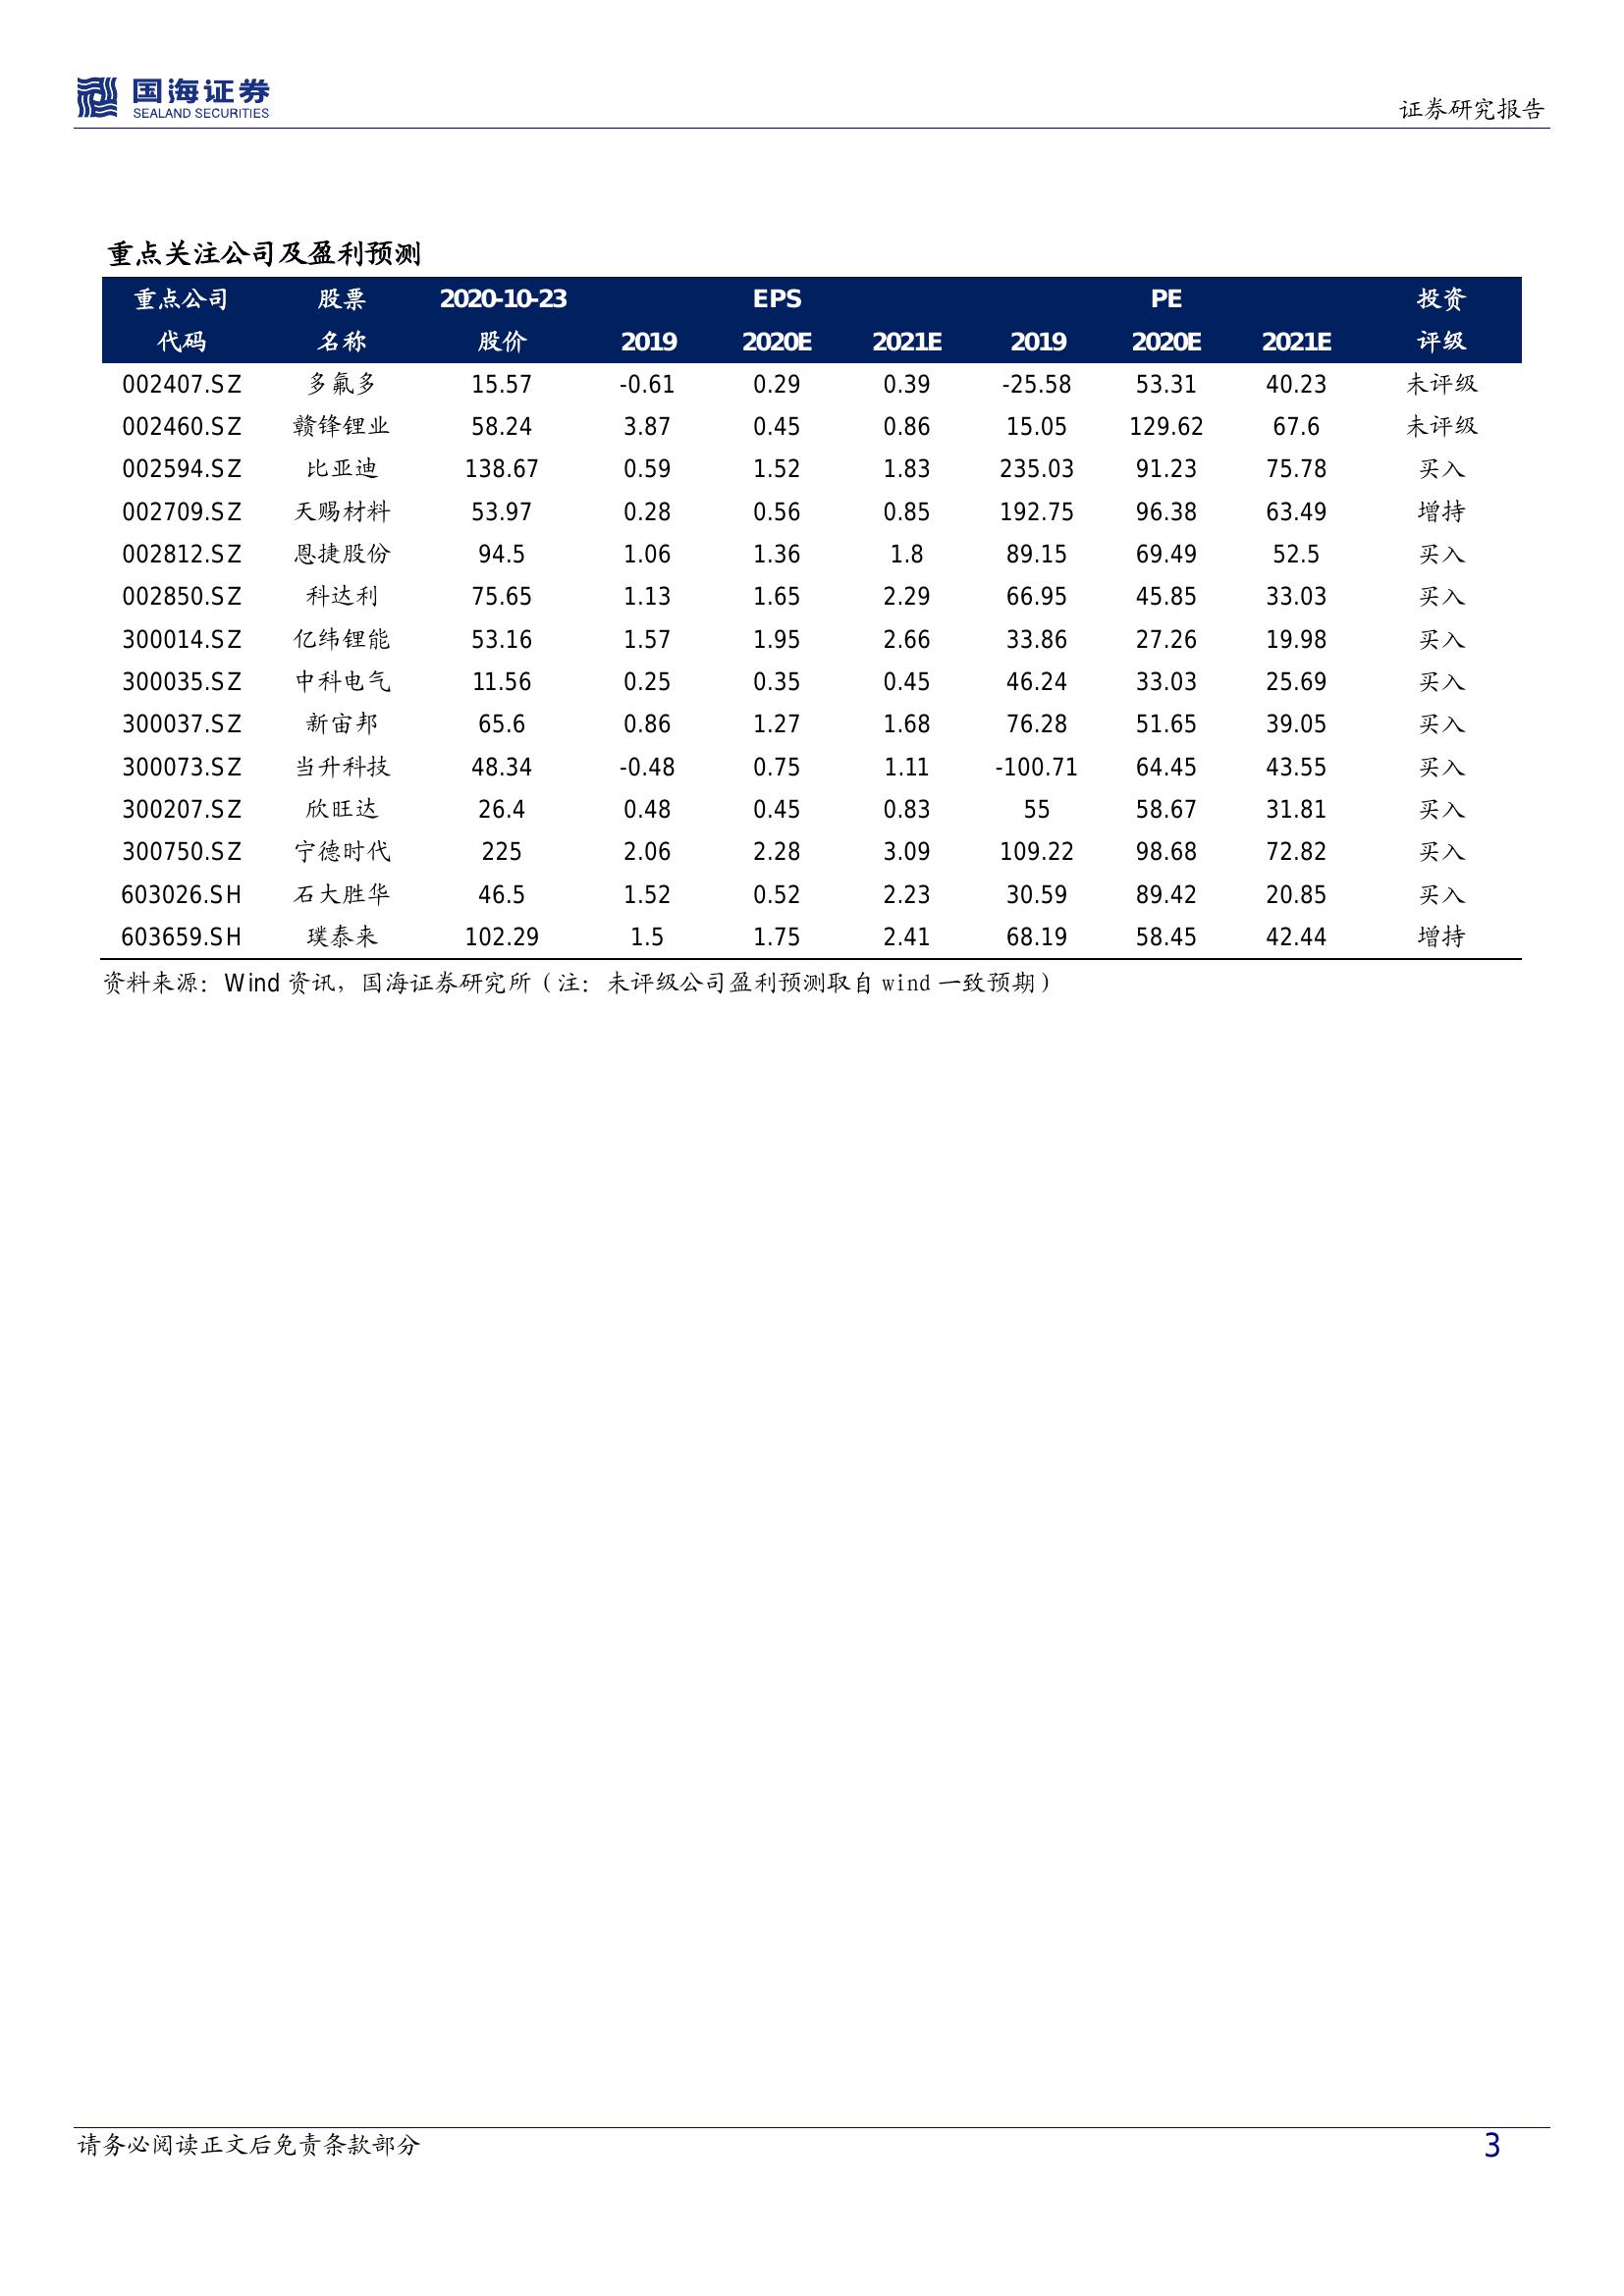 国海证券
SEALAND SECURITIES
证券研究报告
重点关注公司及盈利预测
重点公司 股票 2020-10-23 EPS PE 投资
代码 名称 股价 2019 2020E 2021E 2019 2020E 2021E 评级
002407.SZ 多氟多 15.57 -0.61 0.29 0.39 -25.58 53.31 40.23 未评级
002460.SZ 赣锋锂业 58.24 3.87 0.45 0.86 15.05 129.62 67.6 未评级
002594.SZ 比亚迪 138.67 0.59 1.52 1.83 235.03 91.23 75.78 买入
002709.SZ 天赐材料 53.97 0.28 0.56 0.85 192.75 96.38 63.49 增持
002812.SZ 恩捷股份 94.5 1.06 1.36 1.8 89.15 69.49 52.5 买入
002850.SZ 科达利 75.65 1.13 1.65 2.29 66.95 45.85 33.03 买入
300014.SZ 亿纬锂能 53.16 1.57 1.95 2.66 33.86 27.26 19.98 买入
300035.SZ 中科电气 11.56 0.25 0.35 0.45 46.24 33.03 25.69 买入
300037.SZ 新宙邦 65.6 0.86 1.27 1.68 76.28 51.65 39.05 买入
300073.SZ 当升科技 48.34 -0.48 0.75 1.11 -100.71 64.45 43.55 买入
300207.SZ 欣旺达 26.4 0.48 0.45 0.83 55 58.67 31.81 买入
300750.SZ 宁德时代 225 2.06 2.28 3.09 109.22 98.68 72.82 买入
603026.SH 石大胜华 46.5 1.52 0.52 2.23 30.59 89.42 20.85 买入
603659.SH 璞泰来 102.29 1.5 1.75 2.41 68.19 58.45 42.44 增持
资料来源：Wind 资讯，国海证券研究所（注：未评级公司盈利预测取自 wind 一致预期）
请务必阅读正文后免责条款部分 3